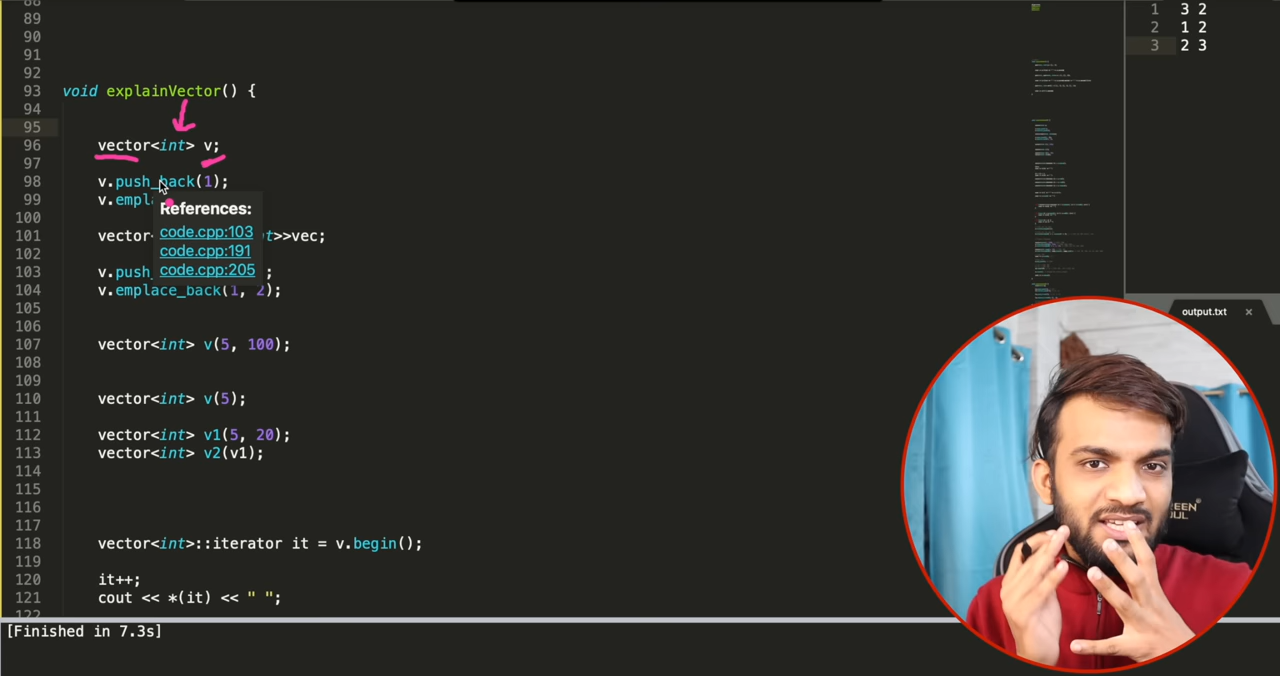 88
89
90
91
92
93 void explainVector() {
94
95
96 vector<int> v;
97
98 v.push_back(1);
99 v.empla
References:
code.cpp:103
code.cpp:191
code.cpp:205
100
101 vector t>>vec;
102
103 v.push_ ;
104 v.emplace_back(1, 2);
105
106
107 vector<int> v(5, 100);
108
109
110 vector<int> v(5);
111
112 vector<int> v1(5, 20);
113 vector<int> v2(v1);
114
115
116
117
118 vector<int>::iterator it = v.begin();
119
120 it++;
121 cout << *(it) << " ";
122
[Finished in 7.3s]
1 3 2
2 1 2
3 2 3
output.txt ×